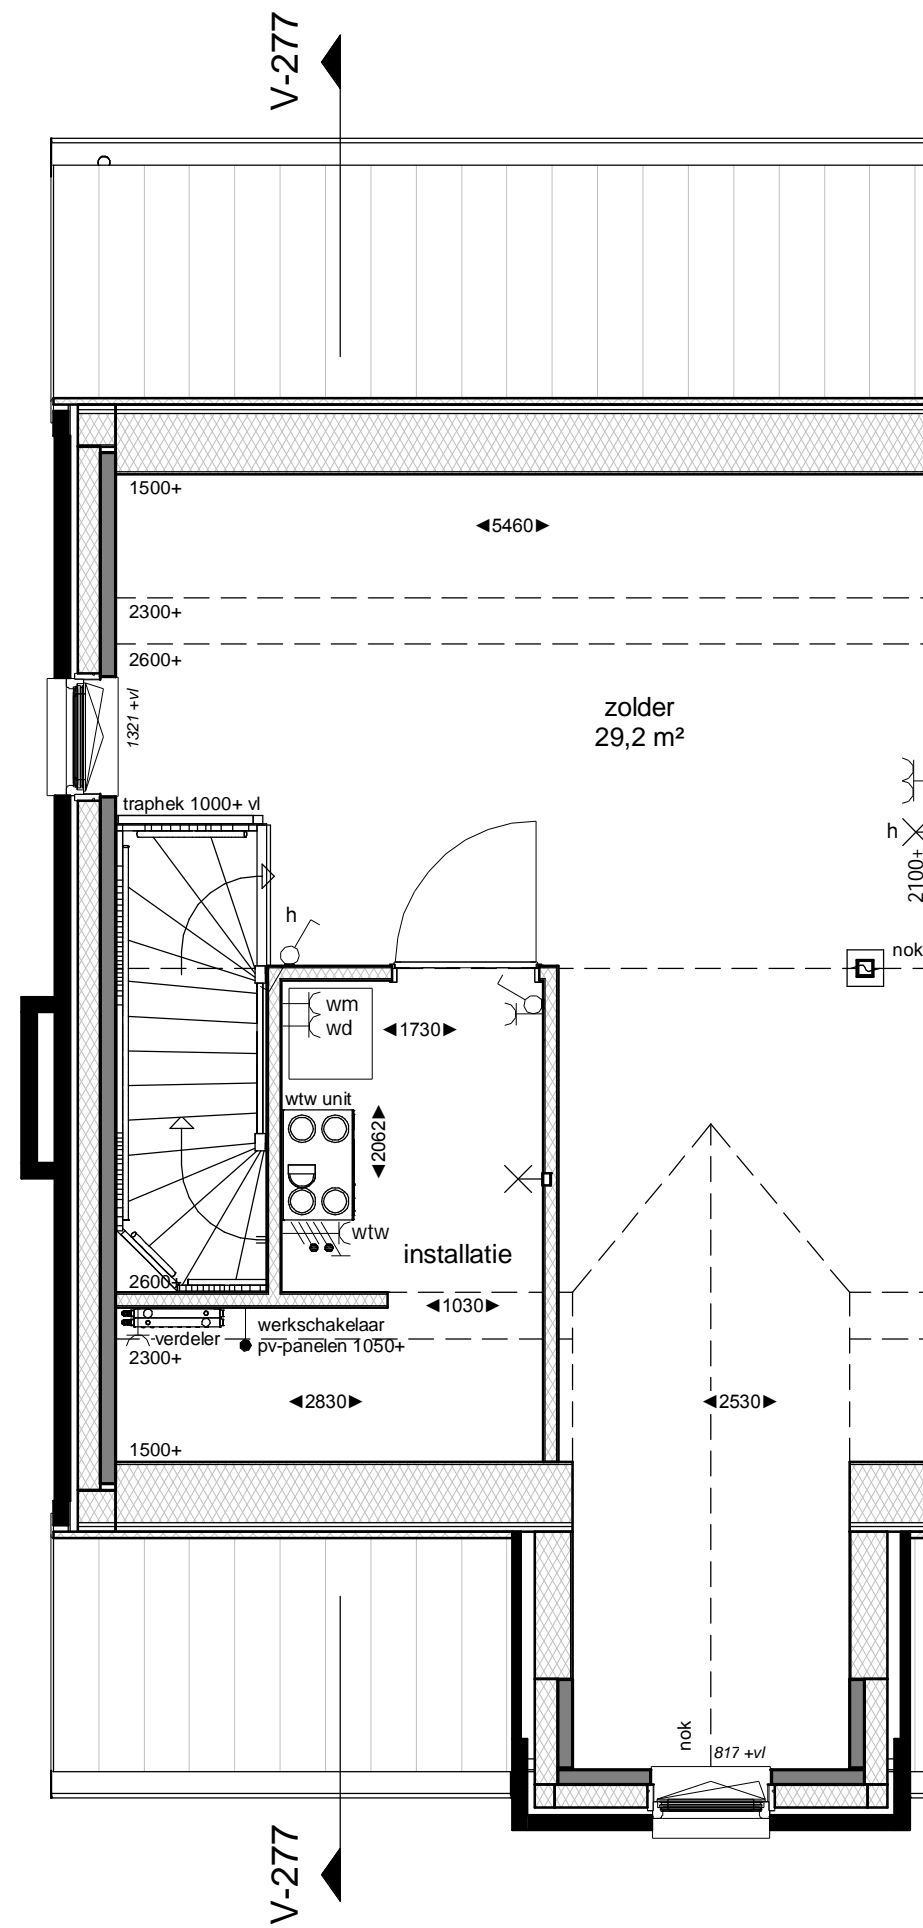 V-277
1500+
◄5460►
2300+
2600+
1321 +vl
zolder
29,2 m²
traphek 1000+ vl
h
2100+
h
nok
wm
wd
◄1730►
wtw unit
◄2062►
wtw
installatie
2600+
◄1030►
werkschakelaar
pv-panelen 1050+
verdeler
2300+
◄2830►
◄2530►
1500+
nok
817 +vl
V-277